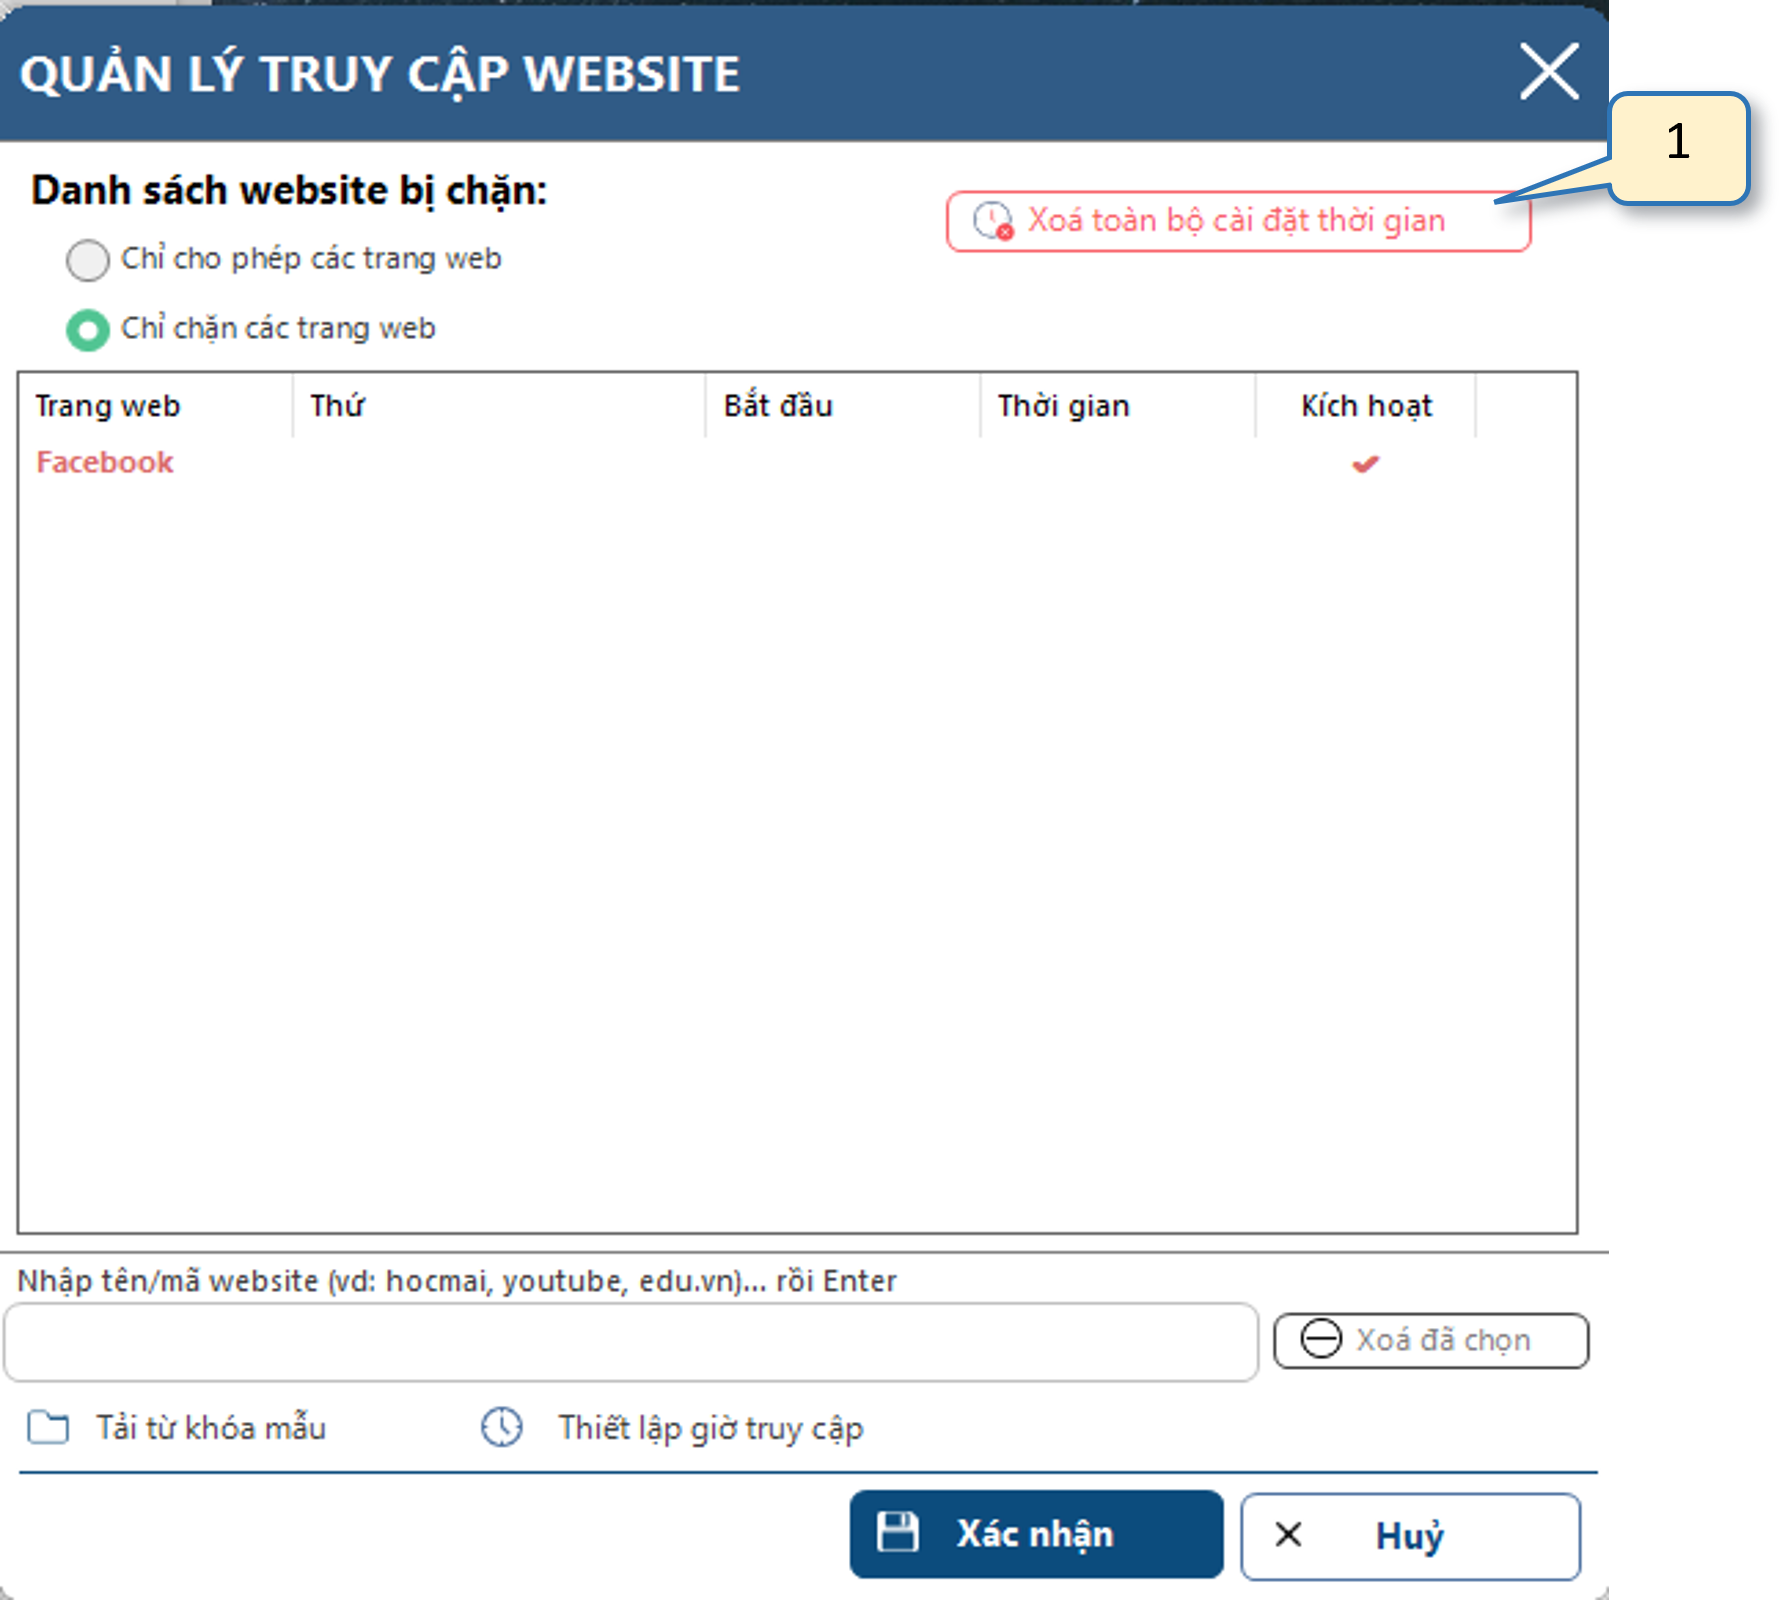 QUẢN LÝ TRUY CẬP WEBSITE
1
Danh sách website bị chặn:
Xoá toàn bộ cài đặt thời gian
Chỉ cho phép các trang web
Chỉ chặn các trang web
Trang web Thứ Bắt đầu Thời gian Kích hoạt
Facebook
Nhập tên/mã website (vd: hocmai, youtube, edu.vn)... rồi Enter
Xoá đã chọn
Tải từ khóa mẫu Thiết lập giờ truy cập
Xác nhận Huỷ